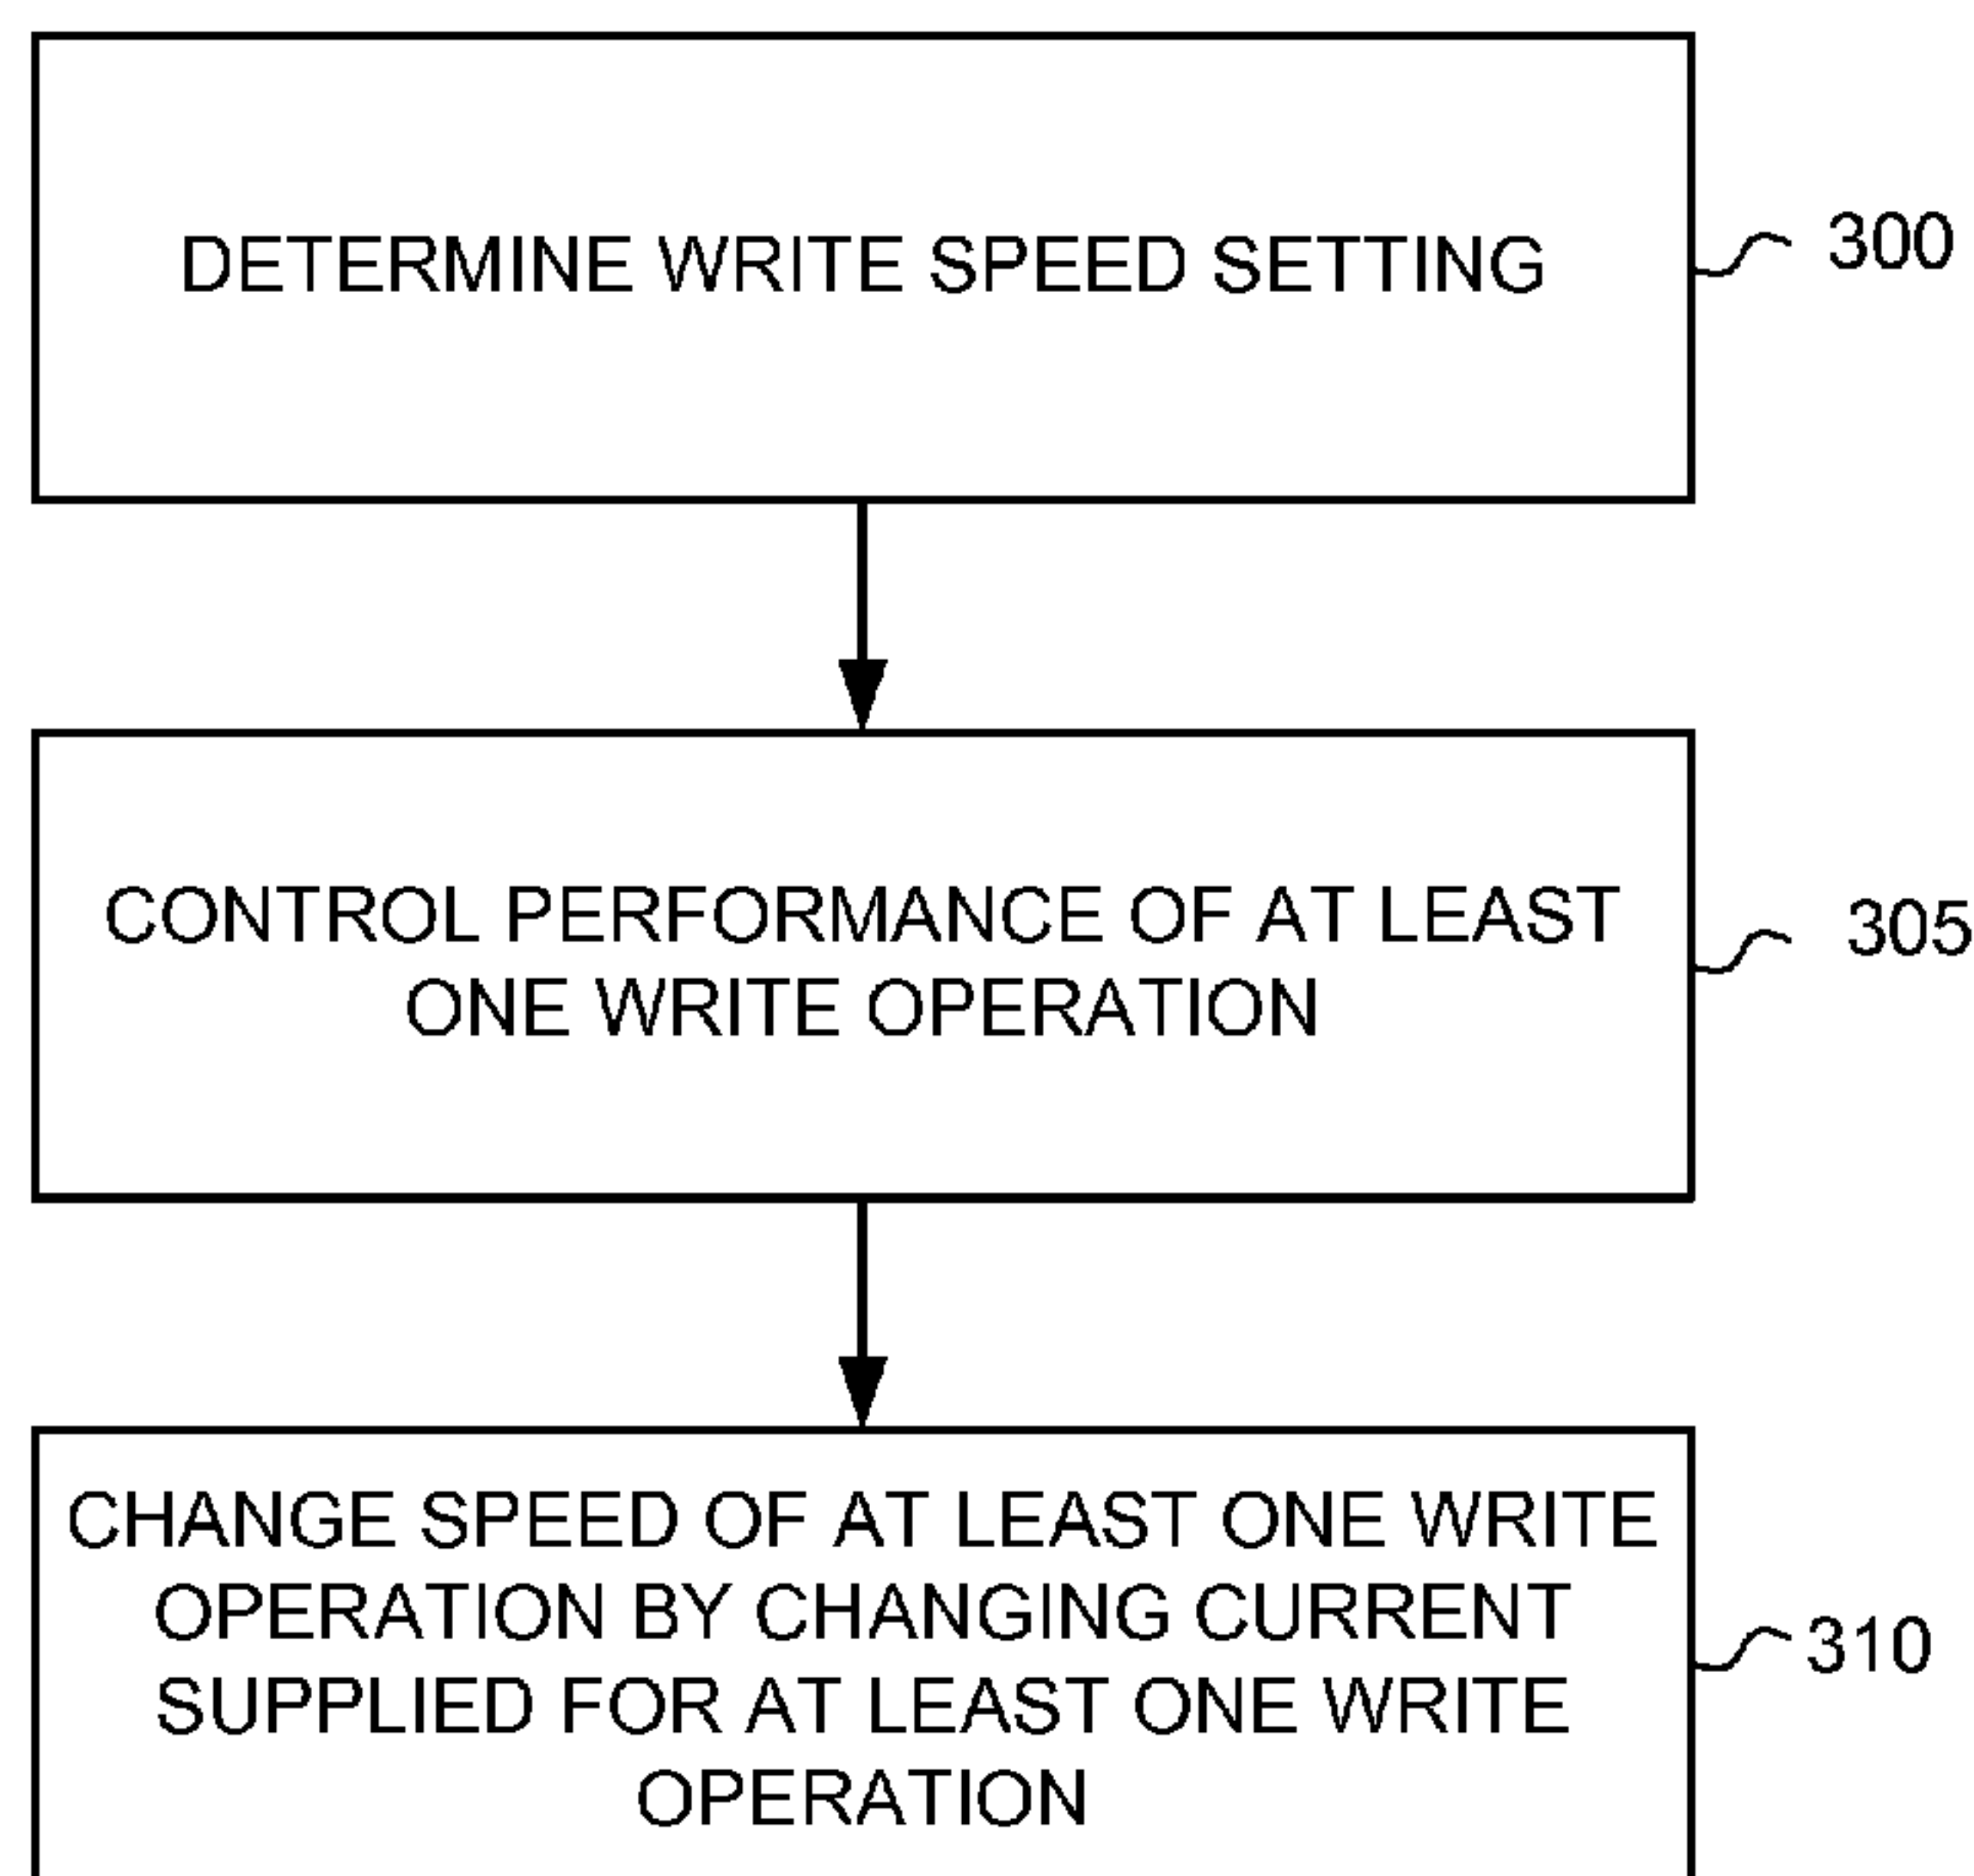 DETERMINE WRITE SPEED SETTING
300
CONTROL PERFORMANCE OF AT LEAST
ONE WRITE OPERATION
305
CHANGE SPEED OF AT LEAST ONE WRITE
OPERATION BY CHANGING CURRENT
SUPPLIED FOR AT LEAST ONE WRITE
OPERATION
310